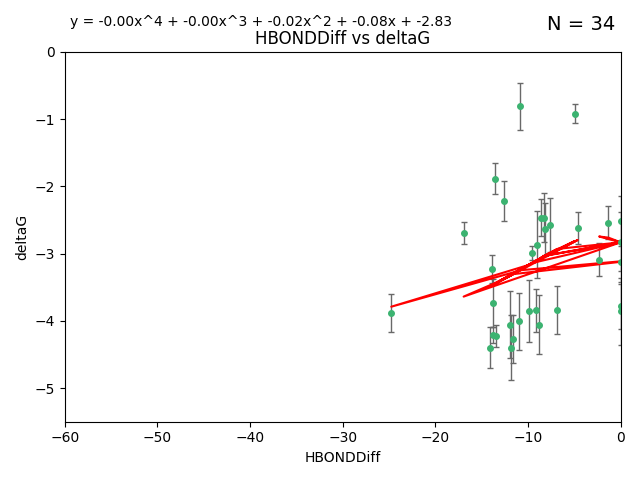 y = -0.00x^4 + -0.00x^3 + -0.02x^2 + -0.08x + -2.83
N = 34
HBONDDiff vs deltaG
0
−1
−2
−3
−4
−5
deltaG
−60 −50 −40 −30 −20 −10 0
HBONDDiff